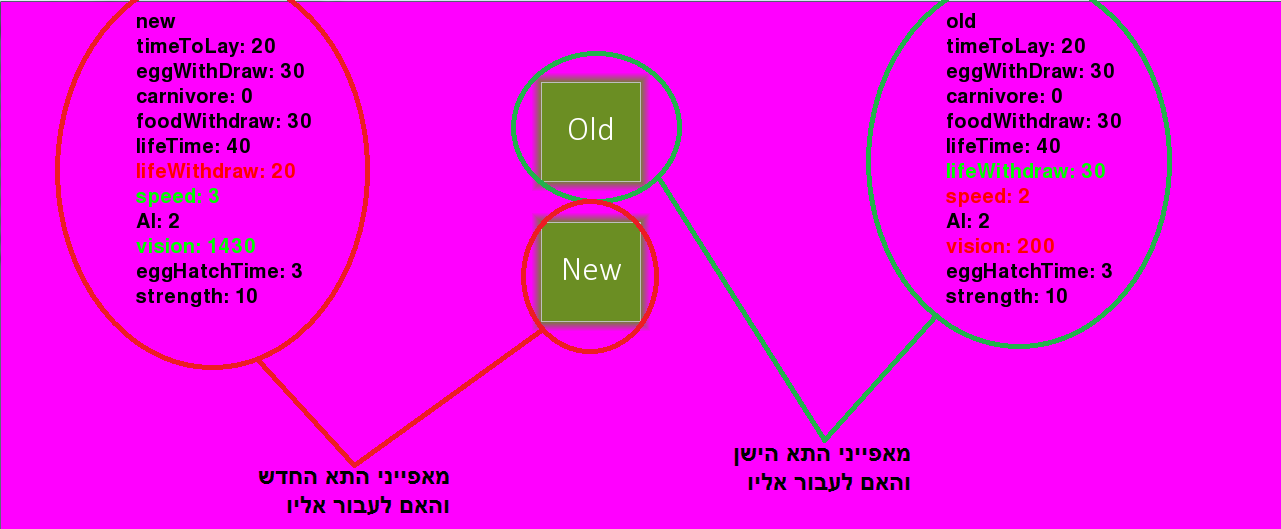 new
timeToLay: 20
eggWithDraw: 30
carnivore: 0
foodWithdraw: 30
lifeTime: 40
lifeWithdraw: 20
speed: 3
AI: 2
vision: 1430
eggHatchTime: 3
strength: 10
Old
New
old
timeToLay: 20
eggWithDraw: 30
carnivore: 0
foodWithdraw: 30
lifeTime: 40
lifeWithdraw: 30
speed: 2
AI: 2
vision: 200
eggHatchTime: 3
strength: 10
מאפייני התא הישן
והאם לעבור אליו
מאפייני התא החדש
והאם לעבור אליו